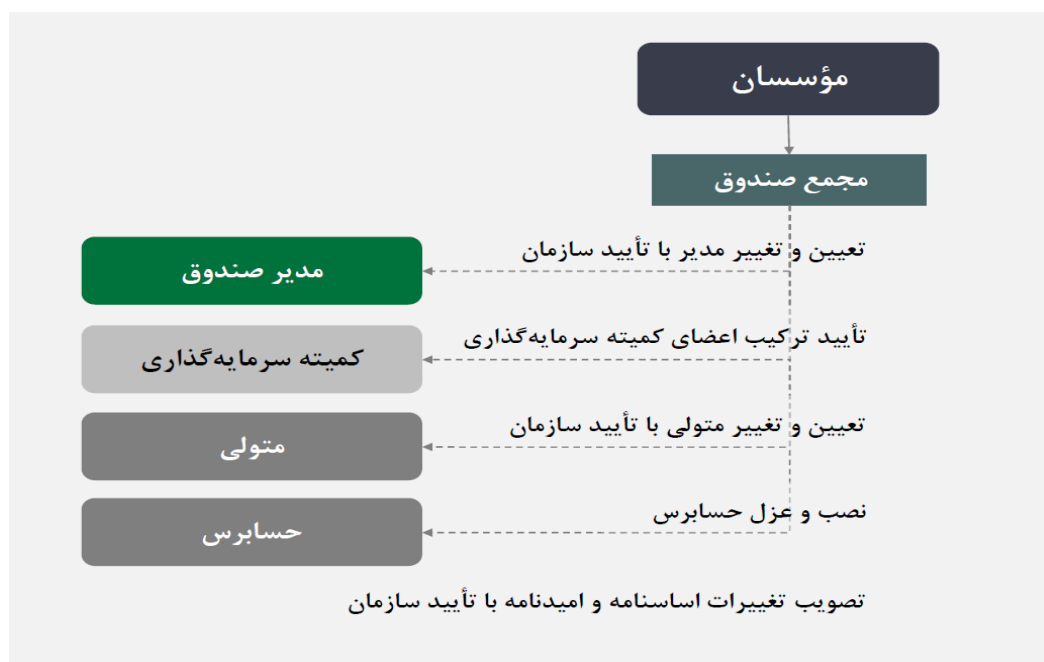 مؤسسان
مجمع صندوق
تعیین و تغییر مدیر با تأیید سازمان
مدیر صندوق
تأیید ترکیب اعضای کمیته سرمایه‌گذاری
کمیته سرمایه‌گذاری
تعیین و تغییر متولی با تأیید سازمان
متولی
نصب و عزل حسابرس
حسابرس
تصویب تغییرات اساسنامه و امیدنامه با تأیید سازمان